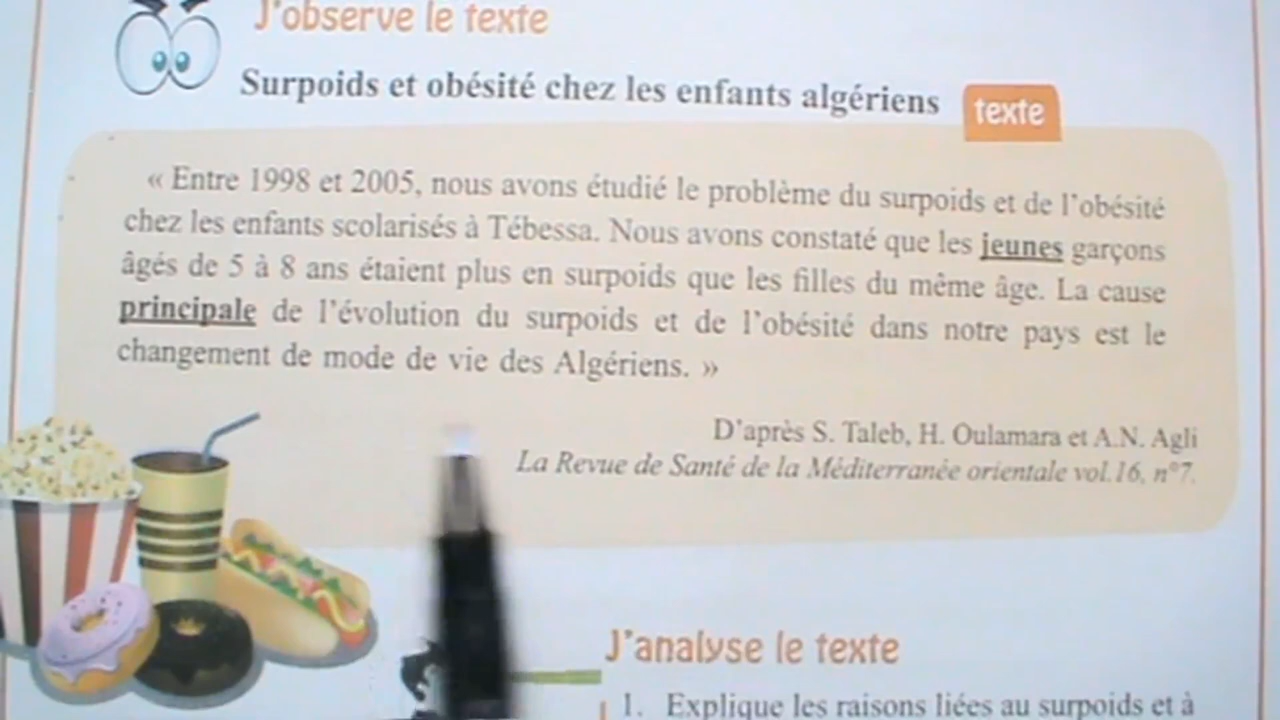 J'observe le texte
Surpoids et obésité chez les enfants algériens
texte
« Entre 1998 et 2005, nous avons étudié le problème du surpoids et de l'obésité
chez les enfants scolarisés à Tébessa. Nous avons constaté que les jeunes garçons
âgés de 5 à 8 ans étaient plus en surpoids que les filles du même âge. La cause
principale de l'évolution du surpoids et de l'obésité dans notre pays est le
changement de mode de vie des Algériens. »
D'après S. Taleb, H. Oulamara et A.N. Agli
La Revue de Santé de la Méditerranée orientale vol.16, n°7.
J'analyse le texte
1. Explique les raisons liées au surpoids et à